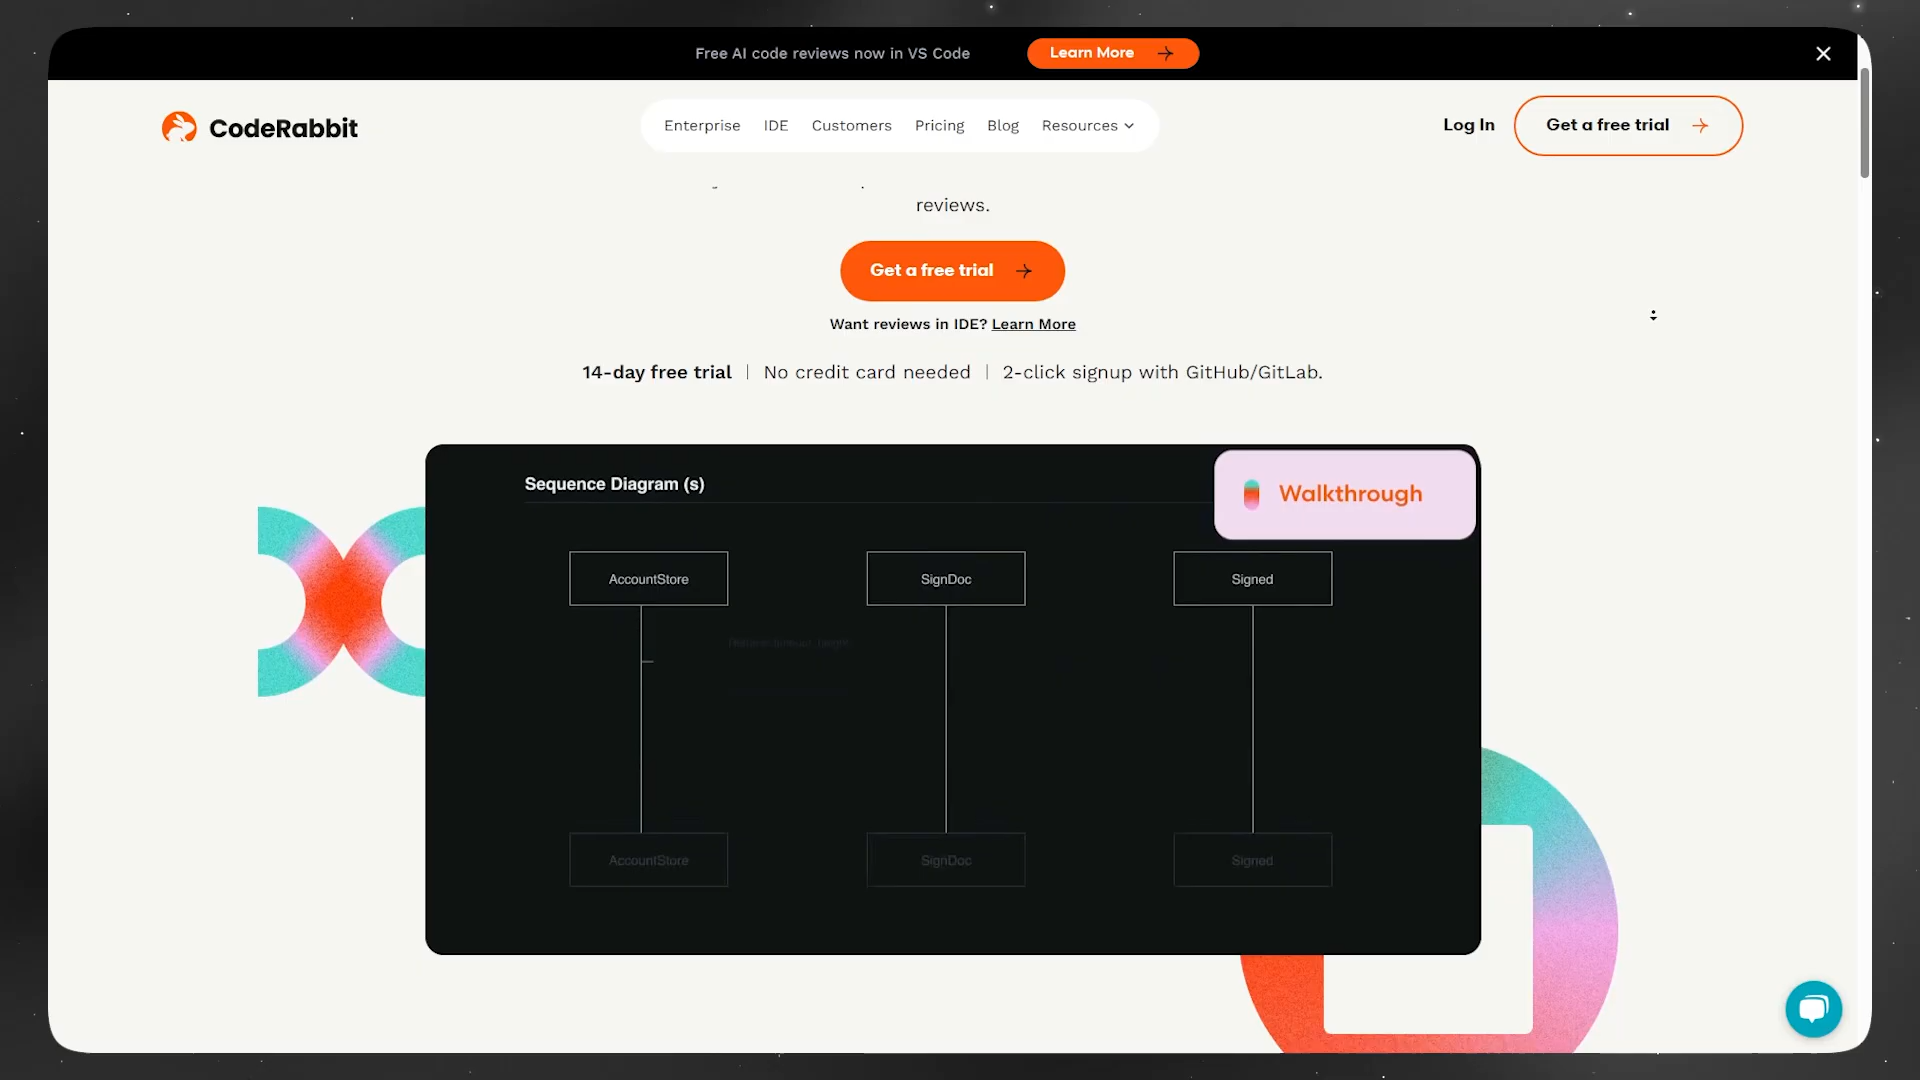 Free AI code reviews now in VS Code
Learn More
CodeRabbit
Enterprise
IDE
Customers
Pricing
Blog
Resources
Log In
Get a free trial
reviews.
Get a free trial
Want reviews in IDE? Learn More
14-day free trial | No credit card needed | 2-click signup with GitHub/GitLab.
Sequence Diagram (s)
Walkthrough
AccountStore
SignDoc
Signed
AccountStore
SignDoc
Signed